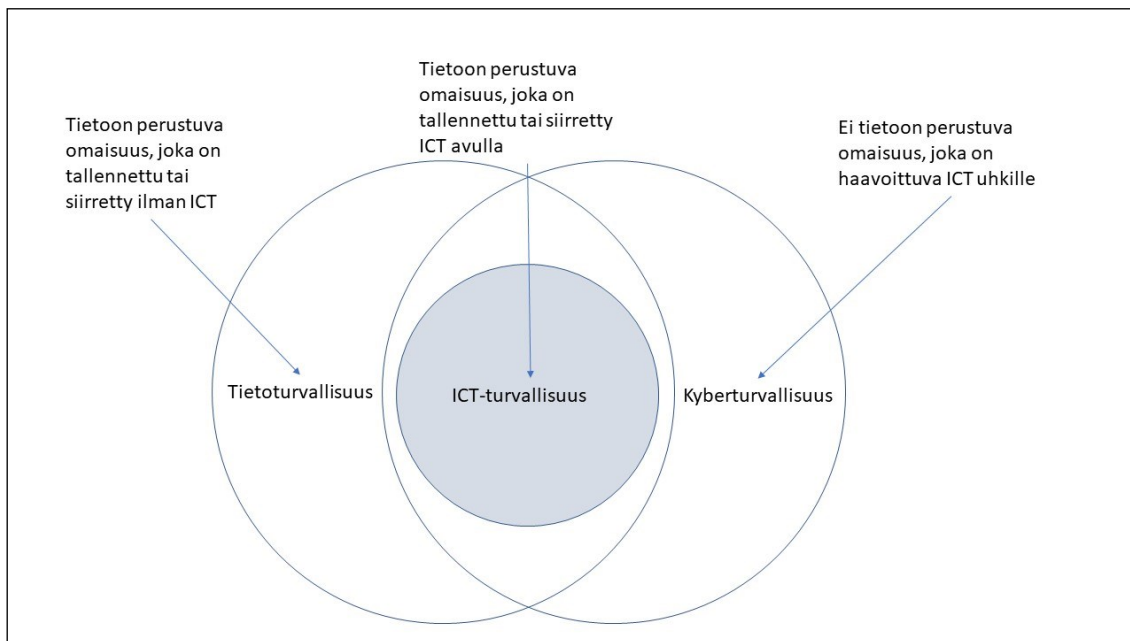 Tietoon perustuva
omaisuus, joka on
tallennettu tai
siirretty ilman ICT
Tietoon perustuva
omaisuus, joka on
tallennettu tai siirretty
ICT avulla
Ei tietoon perustuva
omaisuus, joka on
haavoittuva ICT uhkille
Tietoturvallisuus
ICT-turvallisuus
Kyberturvallisuus